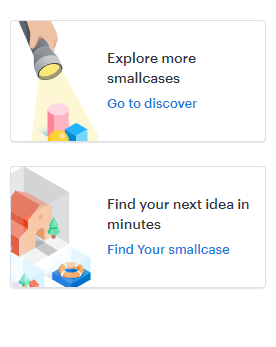 Explore more
smallcases
Go to discover
Find your next idea in
minutes
Find Your smallcase